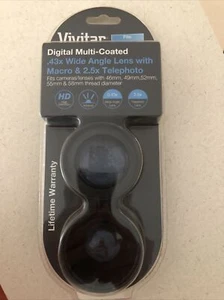 Vivitar
Digital Multi-Coated
.43x Wide Angle Lens with
Macro & 2.5x Telephoto
Fits cameras lenses with 46mm, 49mm,52mm,
55mm & 58mm thread diameter
HD
Lifetime Warranty